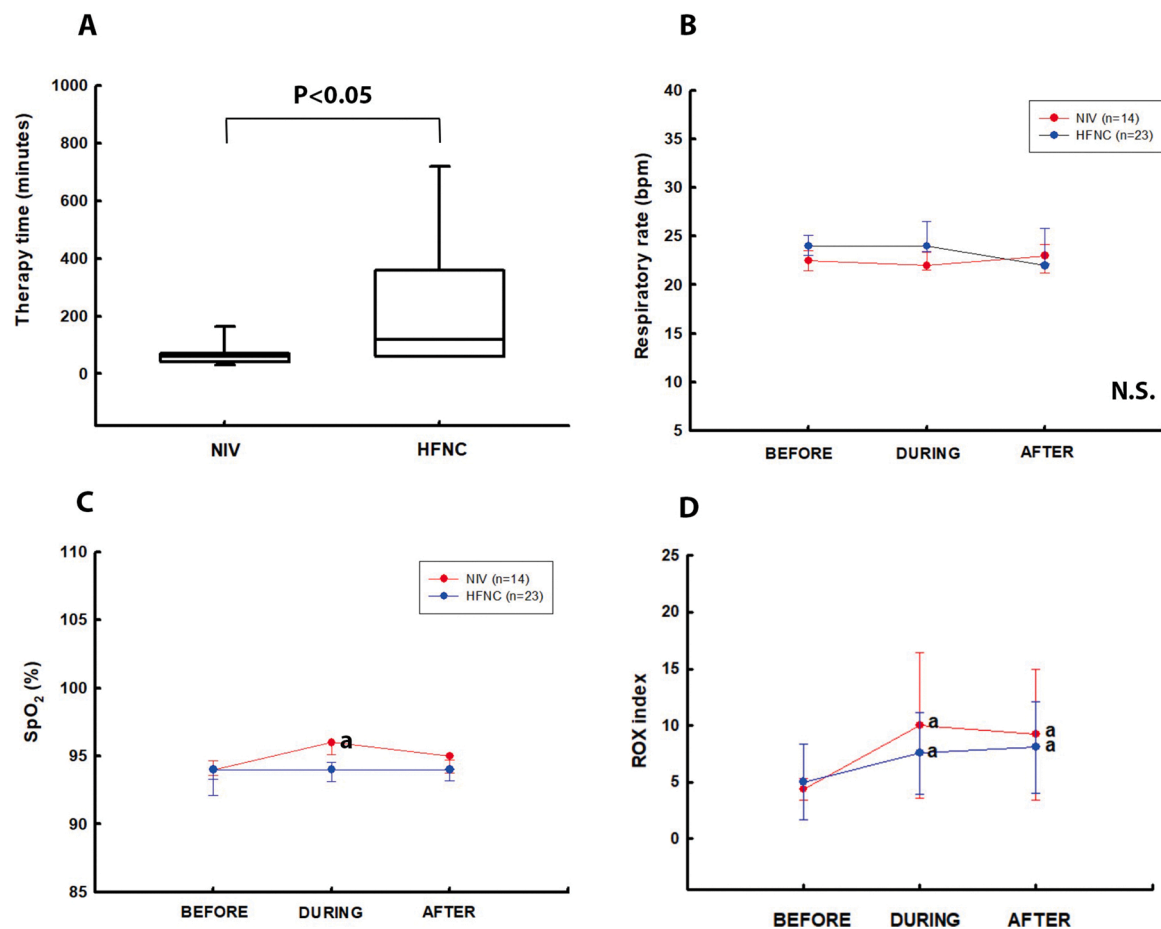 A
Therapy time (minutes)
1000
800
600
400
200
0
P<0.05
NIV
HFNC
B
Respiratory rate (bpm)
40
35
30
25
20
15
10
5
NIV (n=14)
HFNC (n=23)
N.S.
BEFORE
DURING
AFTER
C
SpO₂ (%)
110
105
100
95
90
85
NIV (n=14)
HFNC (n=23)
a
BEFORE
DURING
AFTER
D
ROX index
25
20
15
10
5
0
a
a
a
a
BEFORE
DURING
AFTER